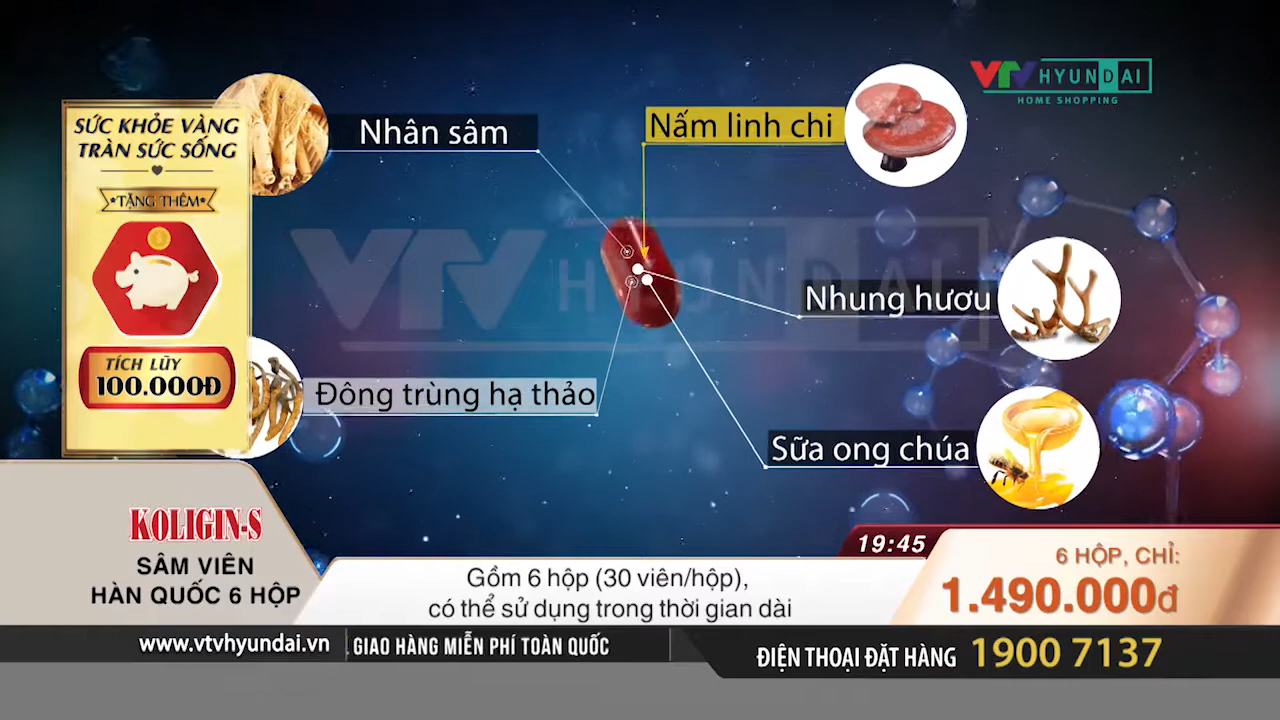 VTV HYUNDAI
HOME SHOPPING
SỨC KHỎE VÀNG
TRÀN SỨC SỐNG
TẶNG THÊM
TÍCH LŨY
100.000Đ
Nhân sâm
Nấm linh chi
VTV HYUNDAI
Nhung hươu
Đông trùng hạ thảo
Sữa ong chúa
KOLIGIN-S
SÂM VIÊN
HÀN QUỐC 6 HỘP
Gồm 6 hộp (30 viên/hộp),
có thể sử dụng trong thời gian dài
19:45
6 HỘP, CHỈ:
1.490.000đ
www.vtvhyundai.vn
GIAO HÀNG MIỄN PHÍ TOÀN QUỐC
ĐIỆN THOẠI ĐẶT HÀNG 1900 7137